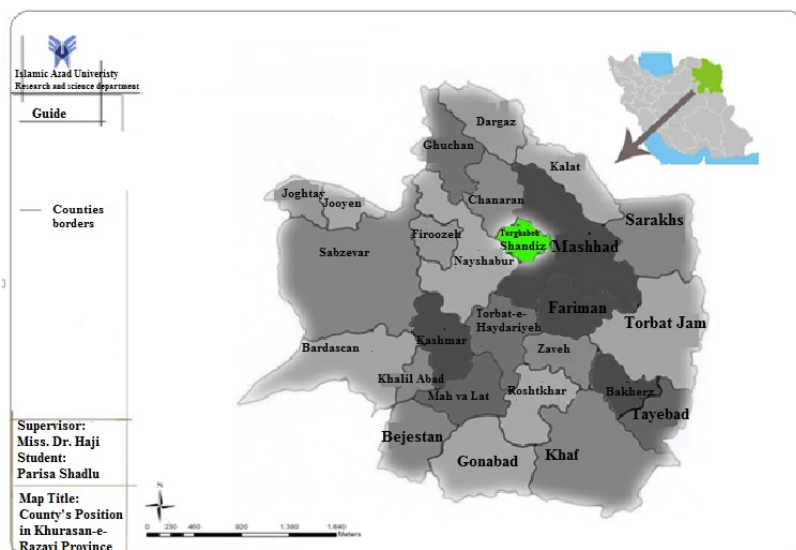 Islamic Azad Univeristy
Research and science department
Guide
Counties
borders
Supervisor:
Miss. Dr. Haji
Student:
Parisa Shadlu
Map Title:
County's Position
in Khurasan-e-
Razavi Province
Dargaz
Ghuchan
Kalat
Joghtay
Jooyen
Chanaran
Sarakhs
Firoozeh
Torghabeh
Shandiz
Mashhad
Sabzevar
Nayshabur
Fariman
Torbat-e-
Haydariyeh
Torbat Jam
Kashmar
Bardascan
Zaveh
Khalil Abad
Mah va Lat
Roshtkhar
Bakherz
Tayebad
Bejestan
Gonabad
Khaf
N
0 230 460 920 1,380 1,840
Meters